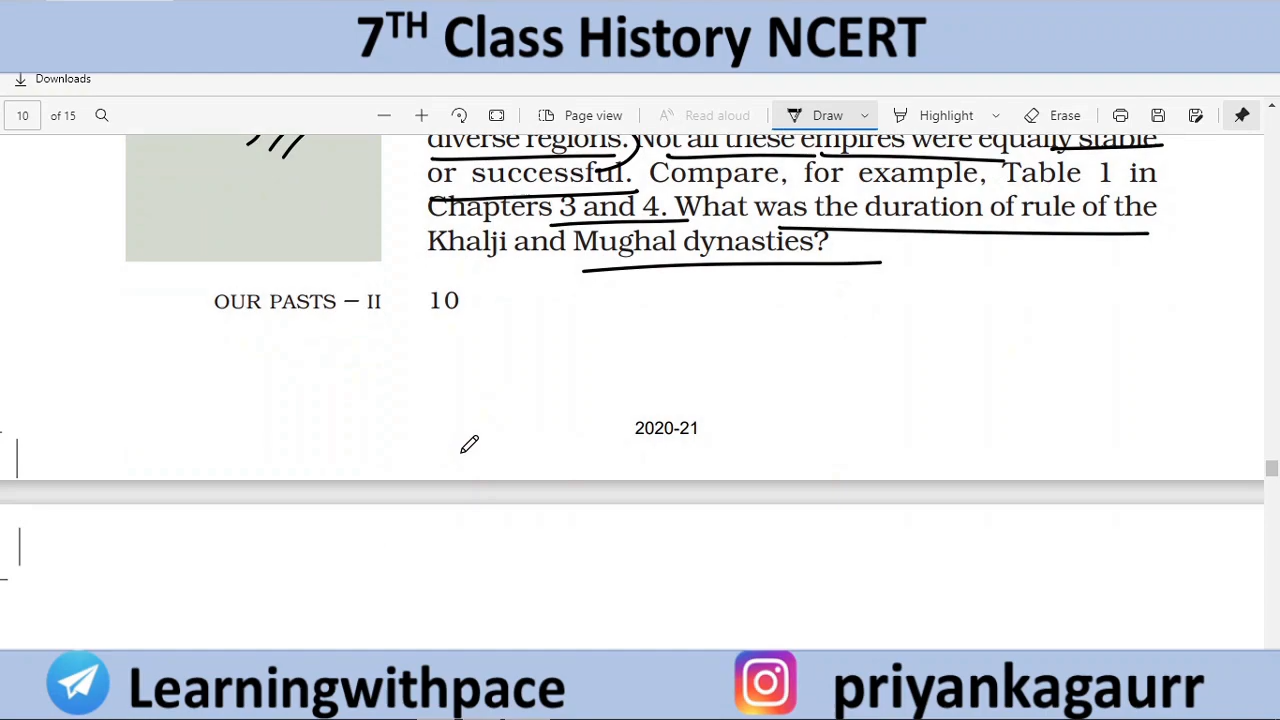 7TH Class History NCERT
Downloads
10 of 15 Page view Read aloud Draw Highlight Erase
diverse regions. Not all these empires were equally stable
or successful. Compare, for example, Table 1 in
Chapters 3 and 4. What was the duration of rule of the
Khalji and Mughal dynasties?
OUR PASTS – II 10
2020-21
Learningwithpace priyankagaurr